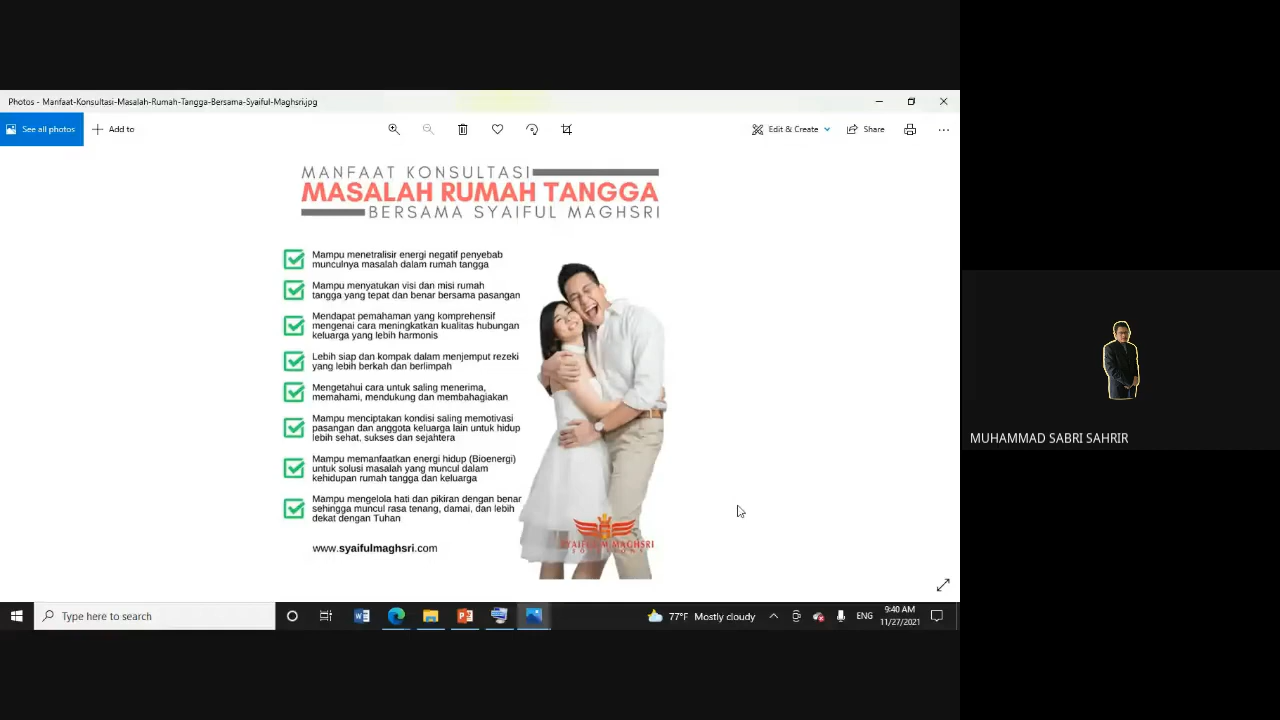 Photos - Manfaat-Konsultasi-Masalah-Rumah-Tangga-Bersama-Syaiful-Maghsri.jpg
See all photos
Add to
Edit & Create
Share
MANFAAT KONSULTASI
MASALAH RUMAH TANGGA
BERSAMA SYAIFUL MAGHSRI
Mampu menetralisir energi negatif penyebab
munculnya masalah dalam rumah tangga
Mampu menyatukan visi dan misi rumah
tangga yang tepat dan benar bersama pasangan
Mendapat pemahaman yang komprehensif
mengenai cara meningkatkan kualitas hubungan
keluarga yang lebih harmonis
Lebih siap dan kompak dalam menjemput rezeki
yang lebih berkah dan berlimpah
Mengetahui cara untuk saling menerima,
memahami, mendukung dan membahagiakan
Mampu menciptakan kondisi saling memotivasi
pasangan dan anggota keluarga lain untuk hidup
lebih sehat, sukses dan sejahtera
Mampu memanfaatkan energi hidup (Bioenergi)
untuk solusi masalah yang muncul dalam
kehidupan rumah tangga dan keluarga
Mampu mengelola hati dan pikiran dengan benar
sehingga muncul rasa tenang, damai, dan lebih
dekat dengan Tuhan
www.syaifulmaghsri.com
MAGHSRI
MUHAMMAD SABRI SAHRIR
Type here to search
77°F Mostly cloudy
ENG
9:40 AM
11/27/2021